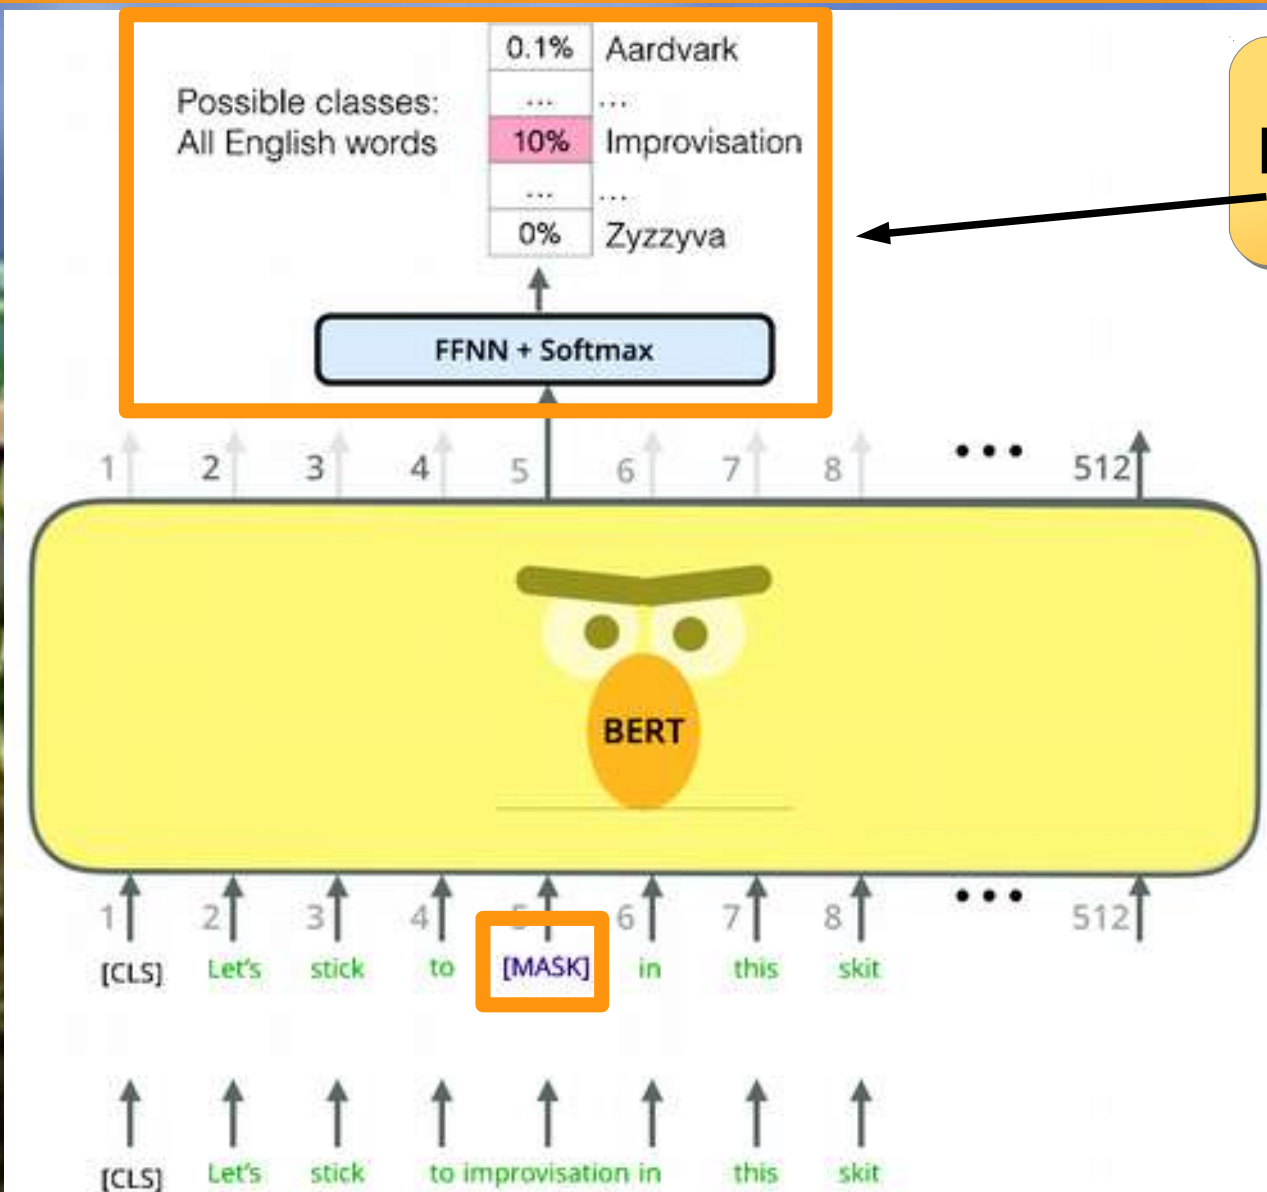 0.1% Aardvark
Possible classes: ... ...
All English words 10% Improvisation
... ...
0% Zyzzyva
FFNN + Softmax
1 2 3 4 5 6 7 8 ... 512
BERT
1 2 3 4 5 6 7 8 ... 512
[CLS] Let's stick to [MASK] in this skit
[CLS] Let's stick to improvisation in this skit